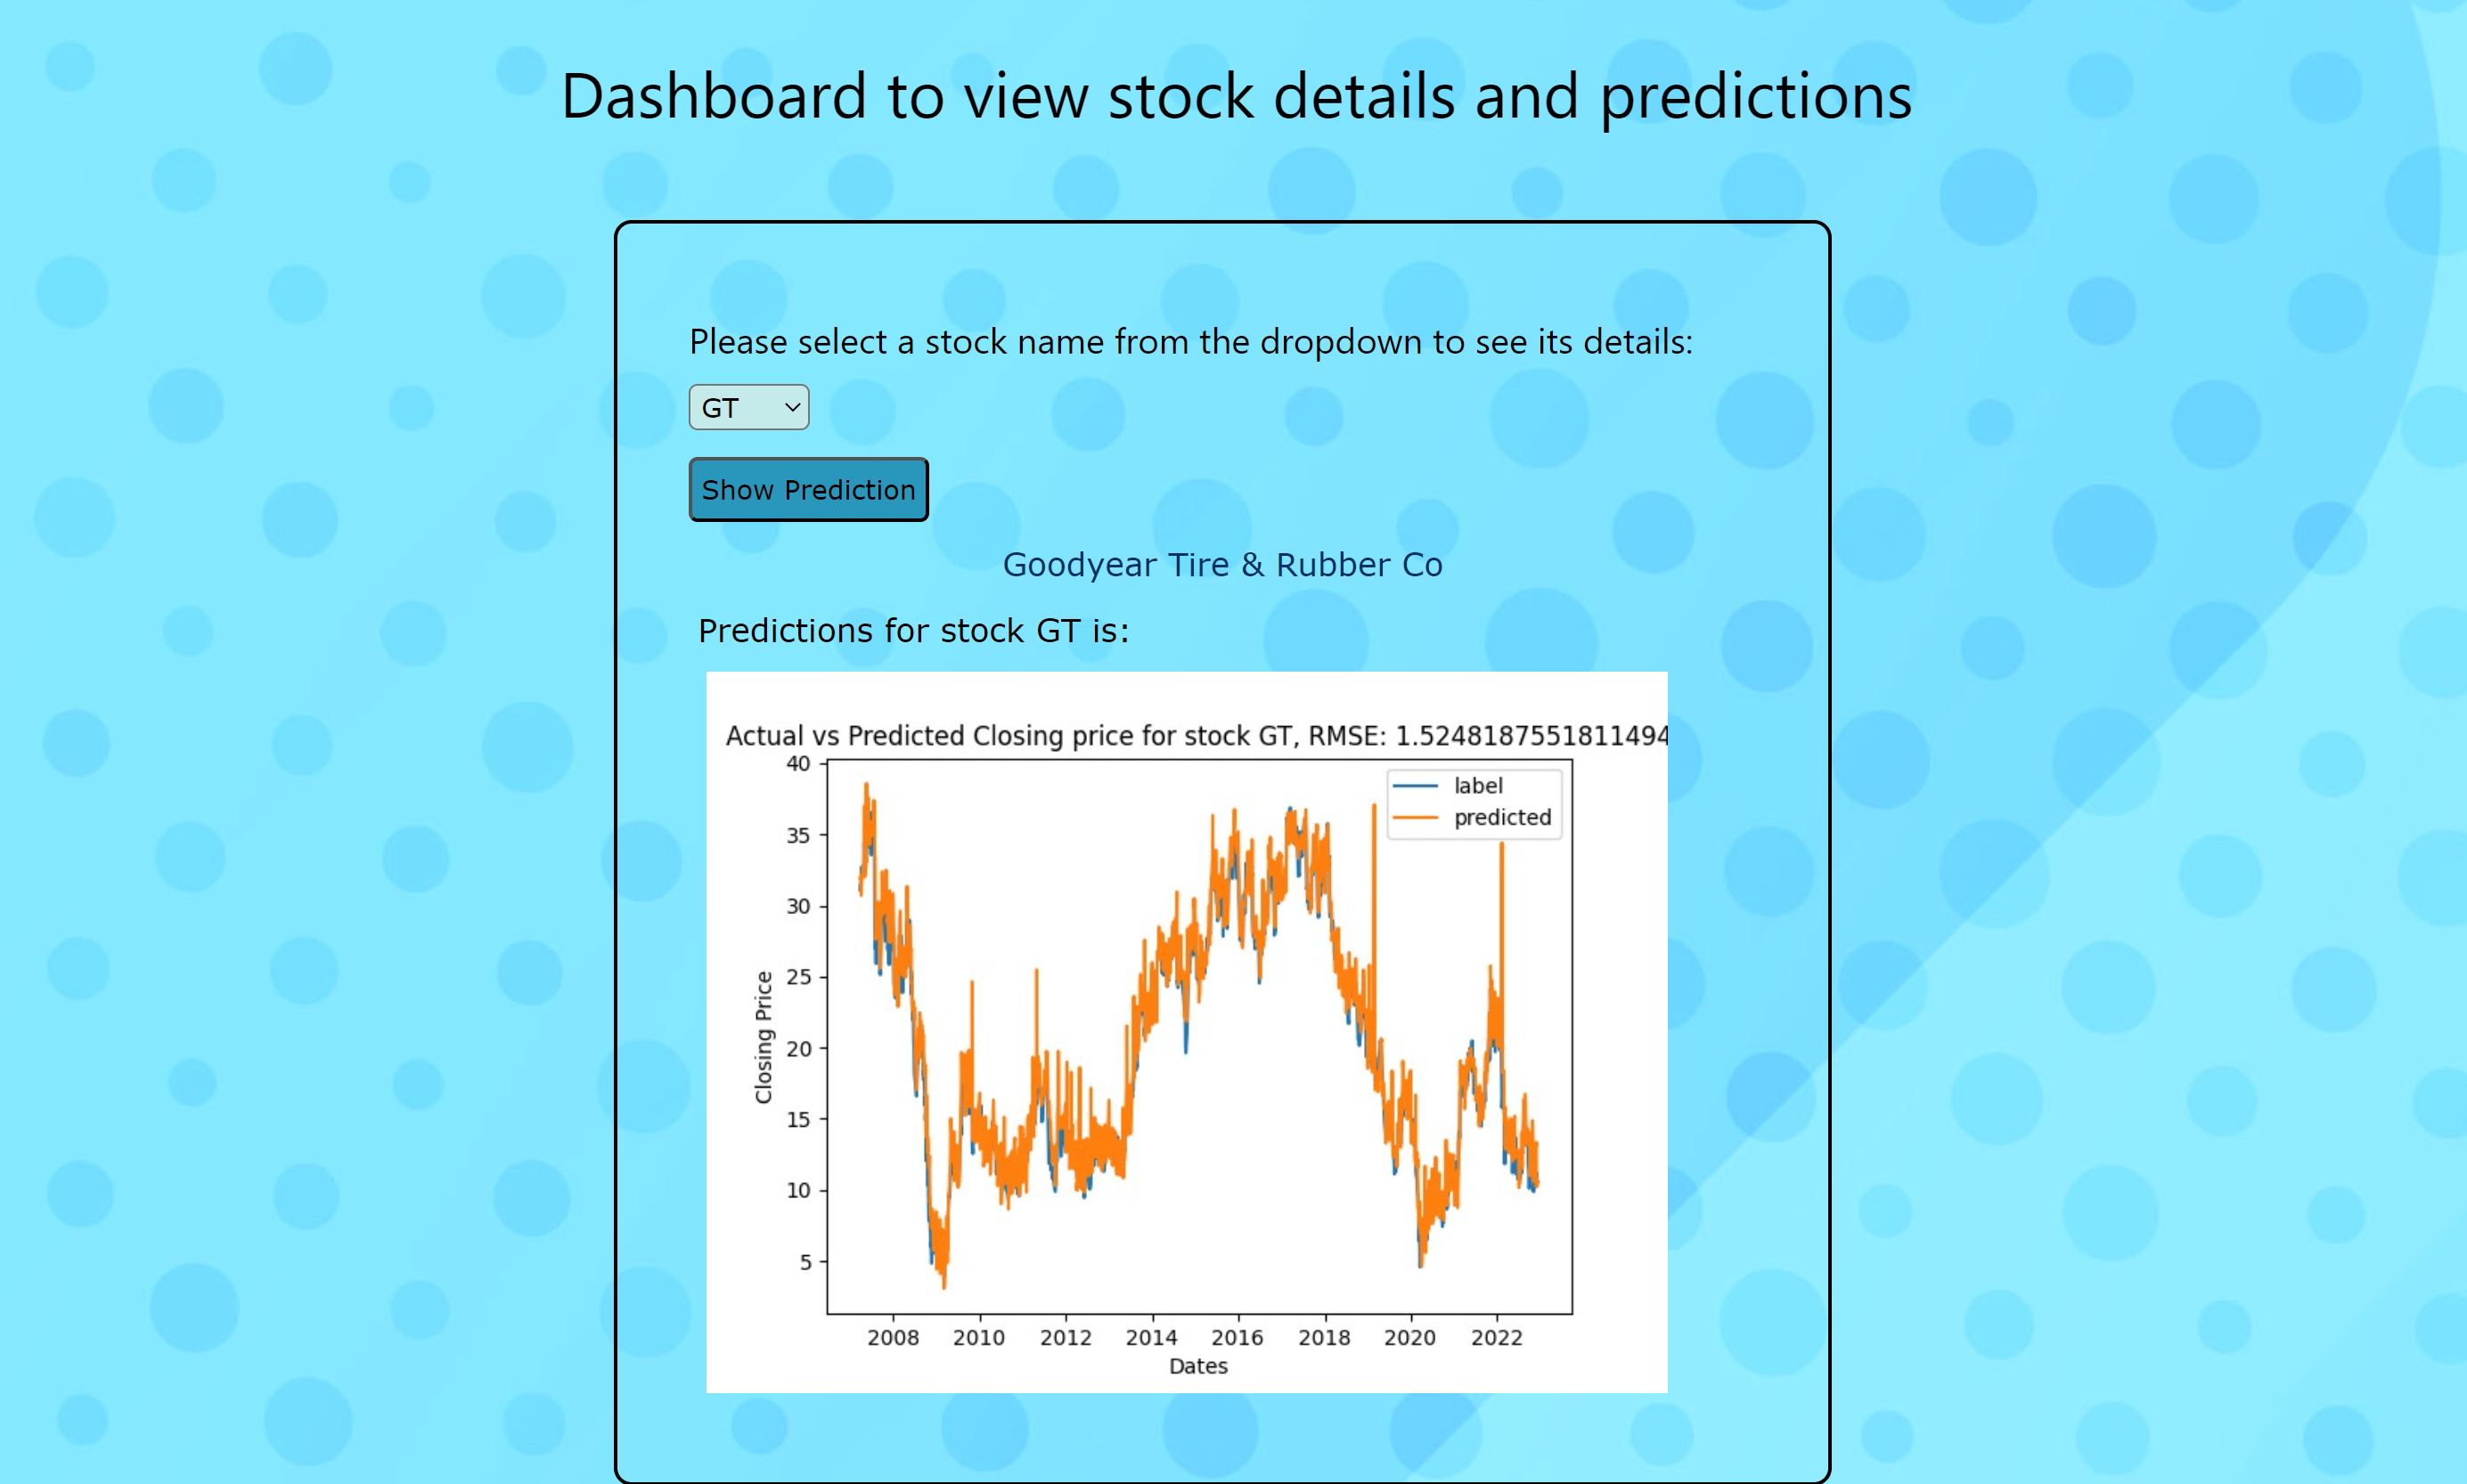 Dashboard to view stock details and predictions
Please select a stock name from the dropdown to see its details:
GT
Show Prediction
Goodyear Tire & Rubber Co
Predictions for stock GT is:
Actual vs Predicted Closing price for stock GT, RMSE: 1.5248187551811494
40
35
30
25
20
15
10
5
Closing Price
label
predicted
2008 2010 2012 2014 2016 2018 2020 2022
Dates